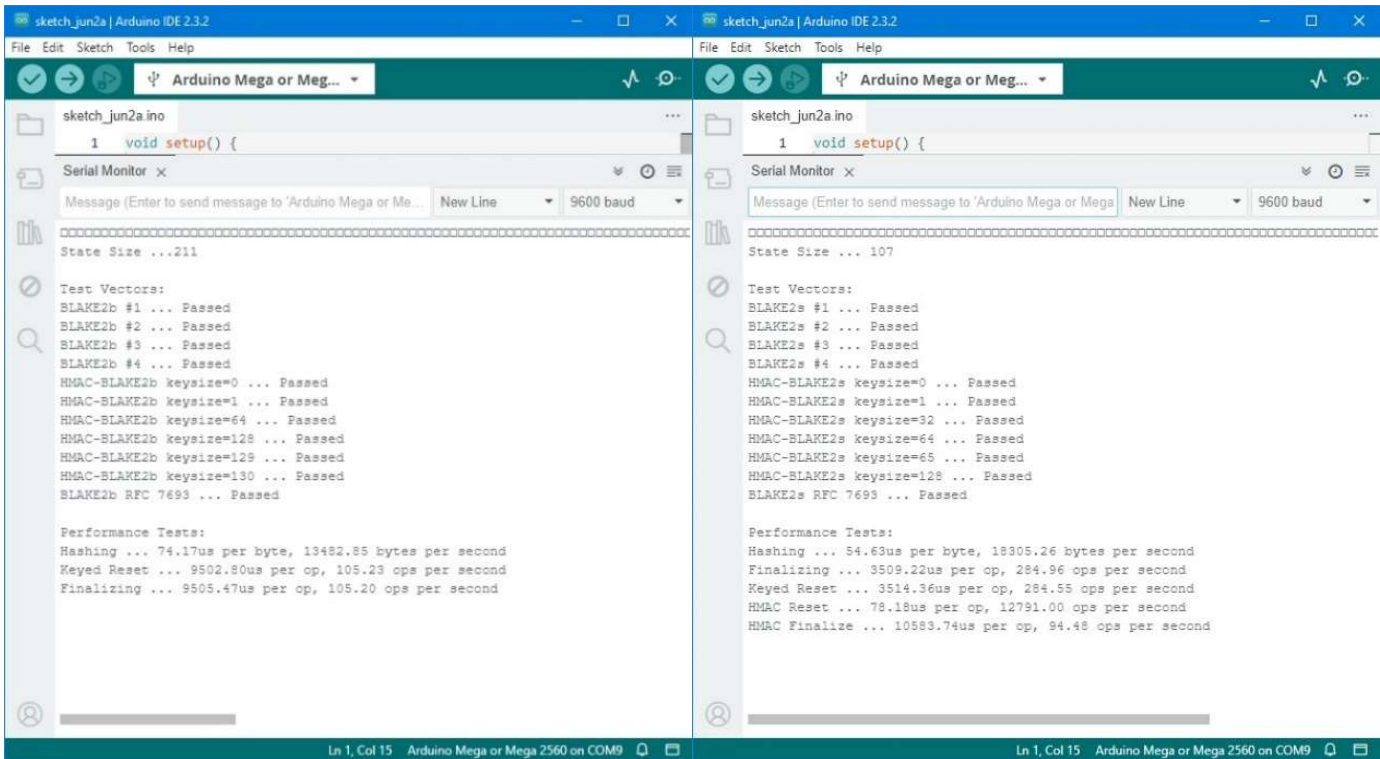 sketch_jun2a | Arduino IDE 2.3.2
File Edit Sketch Tools Help
Arduino Mega or Meg...
sketch_jun2a.ino
1 void setup() {
Serial Monitor
Message (Enter to send message to 'Arduino Mega or Me... New Line 9600 baud
State Size ...211
Test Vectors:
BLAKE2b #1 ... Passed
BLAKE2b #2 ... Passed
BLAKE2b #3 ... Passed
BLAKE2b #4 ... Passed
HMAC-BLAKE2b keysize=0 ... Passed
HMAC-BLAKE2b keysize=1 ... Passed
HMAC-BLAKE2b keysize=64 ... Passed
HMAC-BLAKE2b keysize=128 ... Passed
HMAC-BLAKE2b keysize=129 ... Passed
HMAC-BLAKE2b keysize=130 ... Passed
BLAKE2b RFC 7693 ... Passed
Performance Tests:
Hashing ... 74.17us per byte, 13482.85 bytes per second
Keyed Reset ... 9502.80us per op, 105.23 ops per second
Finalizing ... 9505.47us per op, 105.20 ops per second
Ln 1, Col 15 Arduino Mega or Mega 2560 on COM9
sketch_jun2a | Arduino IDE 2.3.2
File Edit Sketch Tools Help
Arduino Mega or Meg...
sketch_jun2a.ino
1 void setup() {
Serial Monitor
Message (Enter to send message to 'Arduino Mega or Mega New Line 9600 baud
State Size ... 107
Test Vectors:
BLAKE2s #1 ... Passed
BLAKE2s #2 ... Passed
BLAKE2s #3 ... Passed
BLAKE2s #4 ... Passed
HMAC-BLAKE2s keysize=0 ... Passed
HMAC-BLAKE2s keysize=1 ... Passed
HMAC-BLAKE2s keysize=32 ... Passed
HMAC-BLAKE2s keysize=64 ... Passed
HMAC-BLAKE2s keysize=65 ... Passed
HMAC-BLAKE2s keysize=128 ... Passed
BLAKE2s RFC 7693 ... Passed
Performance Tests:
Hashing ... 54.63us per byte, 18305.26 bytes per second
Finalizing ... 3509.22us per op, 284.96 ops per second
Keyed Reset ... 3514.36us per op, 284.55 ops per second
HMAC Reset ... 78.18us per op, 12791.00 ops per second
HMAC Finalize ... 10583.74us per op, 94.48 ops per second
Ln 1, Col 15 Arduino Mega or Mega 2560 on COM9